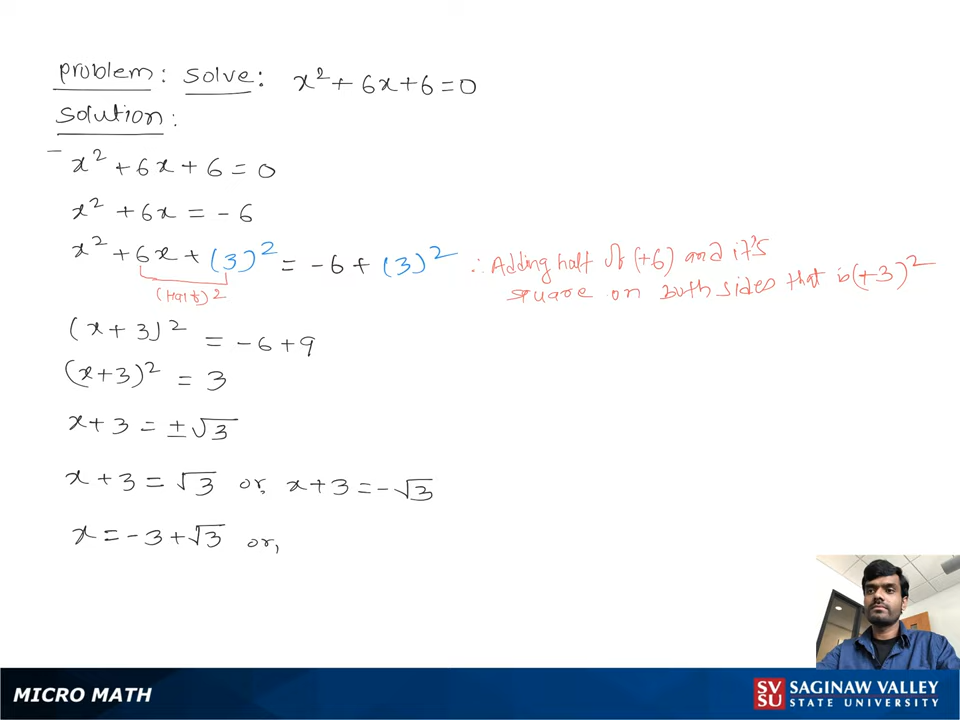 problem: solve: x² + 6x + 6 = 0
solution:
x² + 6x + 6 = 0
x² + 6x = - 6
x² + 6x + (3)² = - 6 + (3)² ∴ Adding half of (+6) and it's
(Half)² square on both sides that is (+3)²
(x + 3)² = - 6 + 9
(x + 3)² = 3
x + 3 = ± √3
x + 3 = √3 or, x + 3 = - √3
x = - 3 + √3 or,
MICRO MATH
SVSU SAGINAW VALLEY
STATE UNIVERSITY